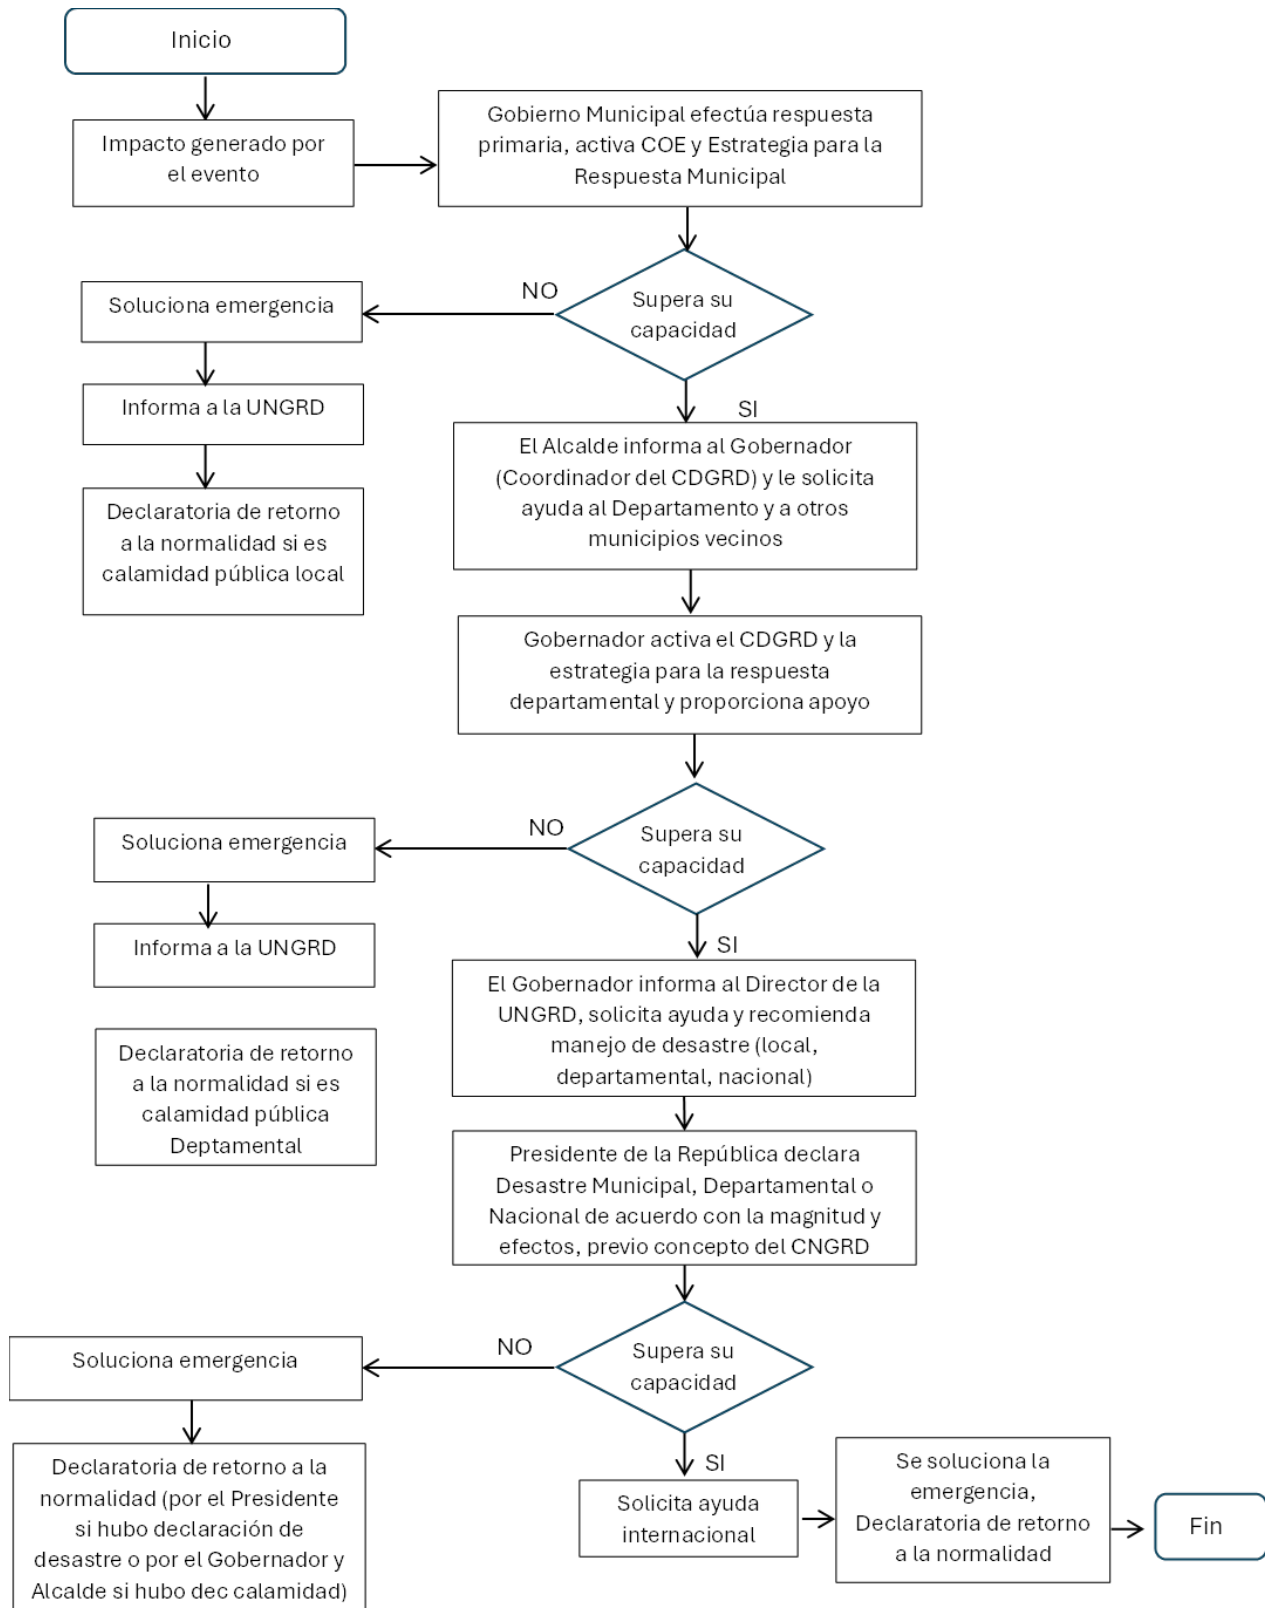 Inicio
Impacto generado por
el evento
Gobierno Municipal efectúa respuesta
primaria, activa COE y Estrategia para la
Respuesta Municipal
Supera su
capacidad
NO
Soluciona emergencia
Informa a la UNGRD
Declaratoria de retorno
a la normalidad si es
calamidad pública local
SI
El Alcalde informa al Gobernador
(Coordinador del CDGRD) y le solicita
ayuda al Departamento y a otros
municipios vecinos
Gobernador activa el CDGRD y la
estrategia para la respuesta
departamental y proporciona apoyo
Supera su
capacidad
NO
Soluciona emergencia
Informa a la UNGRD
Declaratoria de retorno
a la normalidad si es
calamidad pública
Deptamental
SI
El Gobernador informa al Director de la
UNGRD, solicita ayuda y recomienda
manejo de desastre (local,
departamental, nacional)
Presidente de la República declara
Desastre Municipal, Departamental o
Nacional de acuerdo con la magnitud y
efectos, previo concepto del CNGRD
Supera su
capacidad
NO
Soluciona emergencia
Declaratoria de retorno a la
normalidad (por el Presidente
si hubo declaración de
desastre o por el Gobernador y
Alcalde si hubo dec calamidad)
SI
Solicita ayuda
internacional
Se soluciona la
emergencia,
Declaratoria de retorno
a la normalidad
Fin